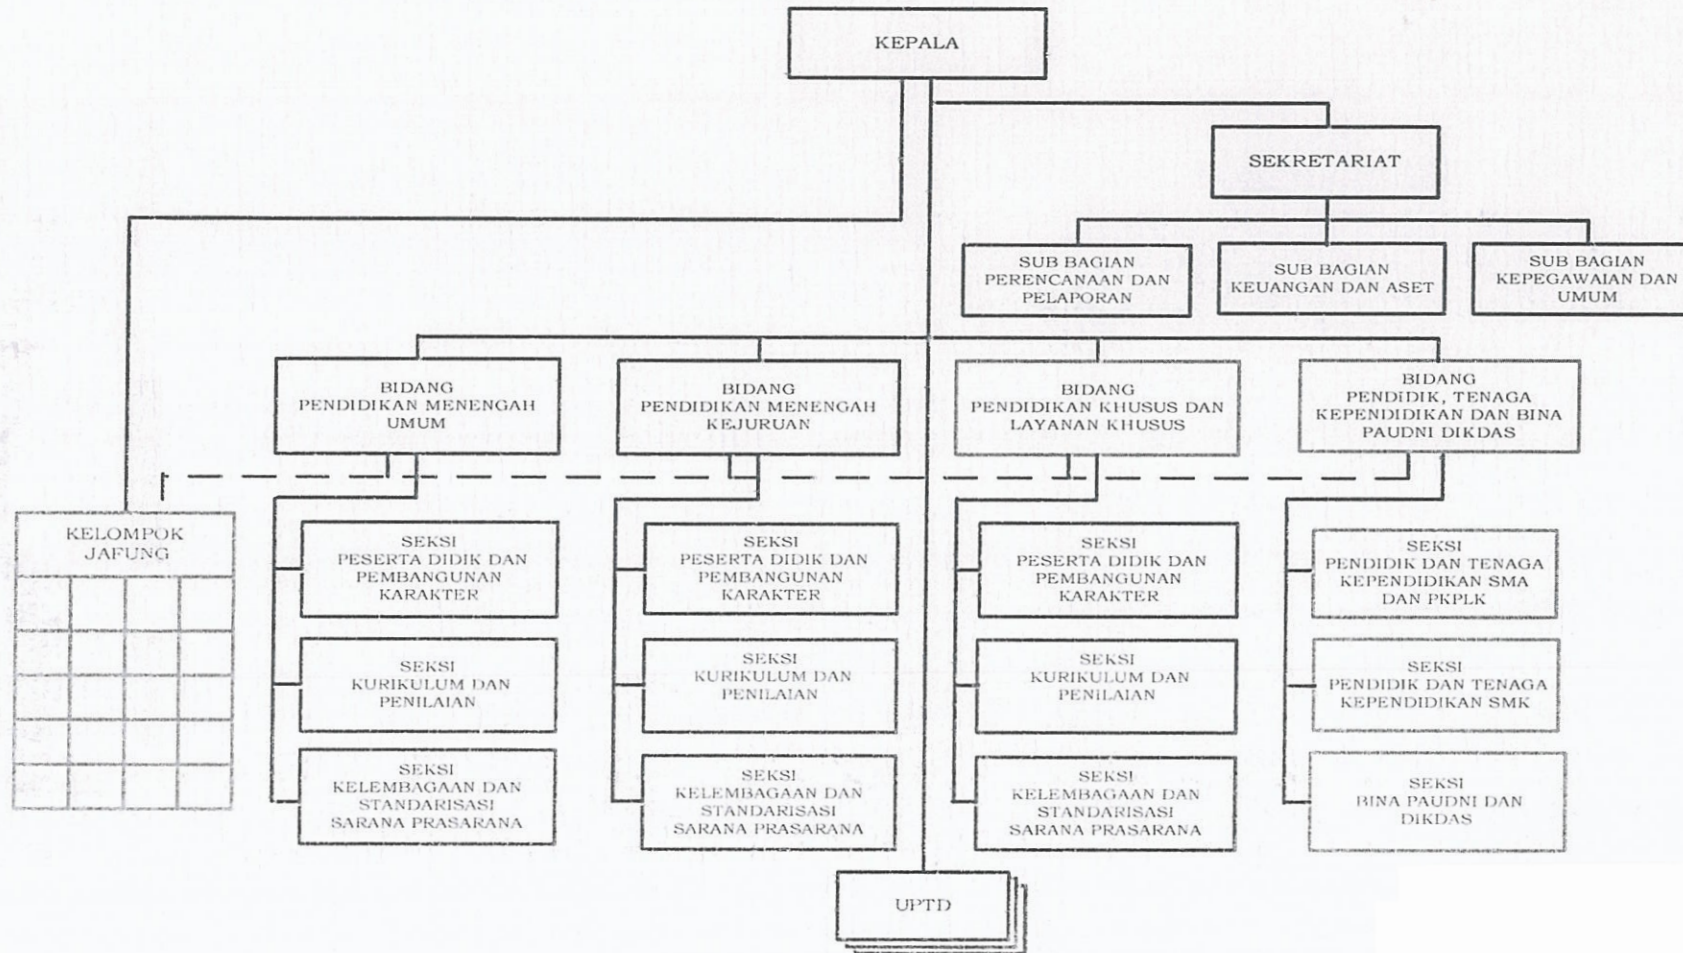 KEPALA
SEKRETARIAT
SUB BAGIAN
PERENCANAAN DAN
PELAPORAN
SUB BAGIAN
KEUANGAN DAN ASET
SUB BAGIAN
KEPEGAWAIAN DAN
UMUM
BIDANG
PENDIDIKAN MENENGAH
UMUM
BIDANG
PENDIDIKAN MENENGAH
KEJURUAN
BIDANG
PENDIDIKAN KHUSUS DAN
LAYANAN KHUSUS
BIDANG
PENDIDIK, TENAGA
KEPENDIDIKAN DAN BINA
PAUDNI DIKDAS
KELOMPOK
JAFUNG
SEKSI
PESERTA DIDIK DAN
PEMBANGUNAN
KARAKTER
SEKSI
PESERTA DIDIK DAN
PEMBANGUNAN
KARAKTER
SEKSI
PESERTA DIDIK DAN
PEMBANGUNAN
KARAKTER
SEKSI
PENDIDIK DAN TENAGA
KEPENDIDIKAN SMA
DAN PKPLK
SEKSI
KURIKULUM DAN
PENILAIAN
SEKSI
KURIKULUM DAN
PENILAIAN
SEKSI
KURIKULUM DAN
PENILAIAN
SEKSI
PENDIDIK DAN TENAGA
KEPENDIDIKAN SMK
SEKSI
KELEMBAGAAN DAN
STANDARISASI
SARANA PRASARANA
SEKSI
KELEMBAGAAN DAN
STANDARISASI
SARANA PRASARANA
SEKSI
KELEMBAGAAN DAN
STANDARISASI
SARANA PRASARANA
SEKSI
BINA PAUDNI DAN
DIKDAS
UPTD